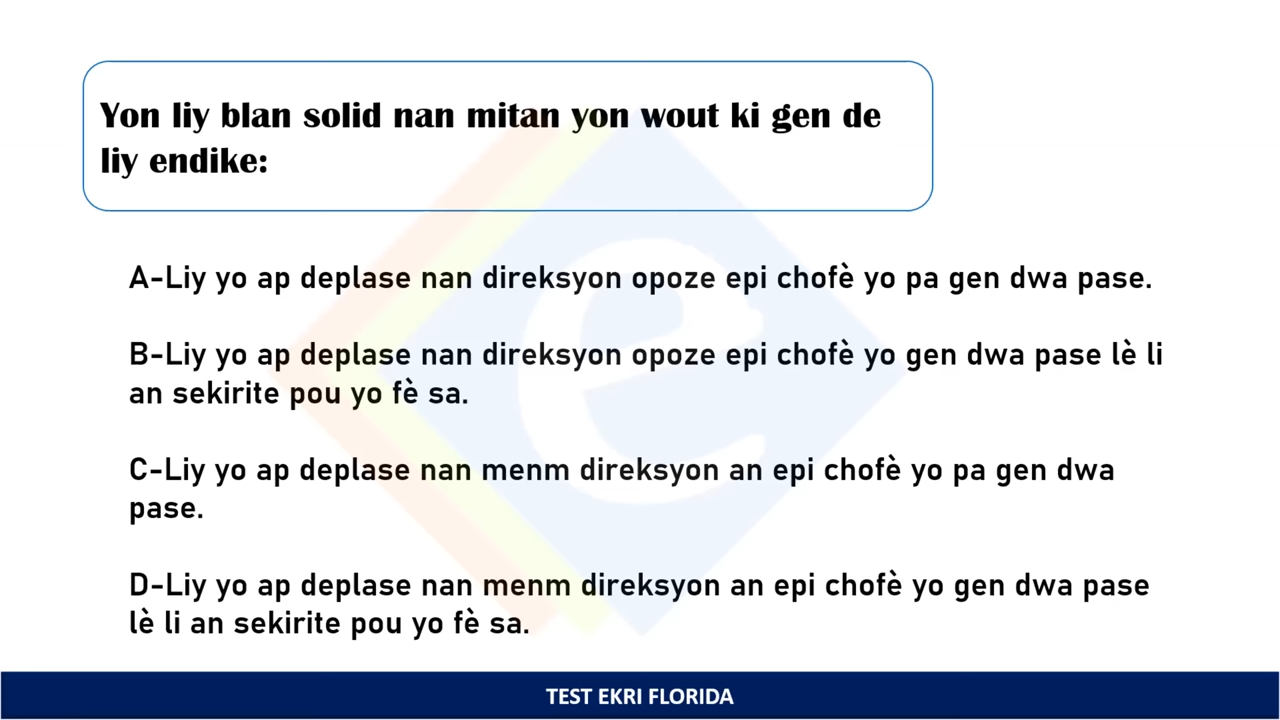 Yon liy blan solid nan mitan yon wout ki gen de
liy endike:
A-Liy yo ap deplase nan direksyon opoze epi chofè yo pa gen dwa pase.
B-Liy yo ap deplase nan direksyon opoze epi chofè yo gen dwa pase lè li
an sekirite pou yo fè sa.
C-Liy yo ap deplase nan menm direksyon an epi chofè yo pa gen dwa
pase.
D-Liy yo ap deplase nan menm direksyon an epi chofè yo gen dwa pase
lè li an sekirite pou yo fè sa.
TEST EKRI FLORIDA